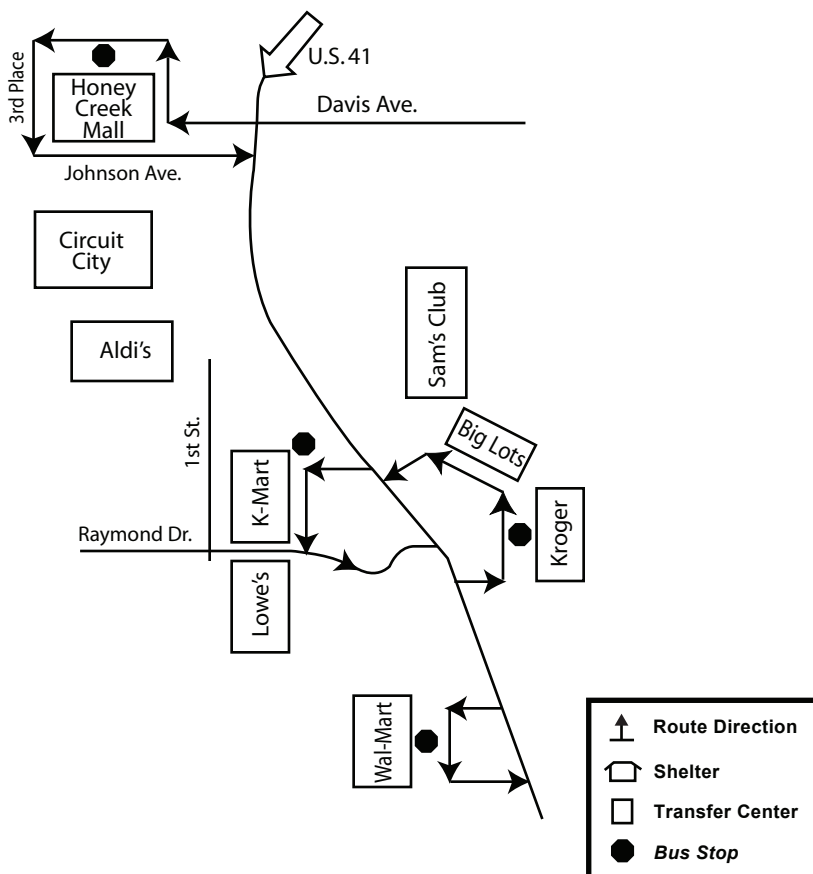 U.S. 41
3rd Place
Honey
Creek
Mall
Davis Ave.
Johnson Ave.
Circuit
City
Aldi's
Sam's Club
1st St.
Big Lots
K-Mart
Kroger
Raymond Dr.
Lowe's
Wal-Mart
Route Direction
Shelter
Transfer Center
Bus Stop